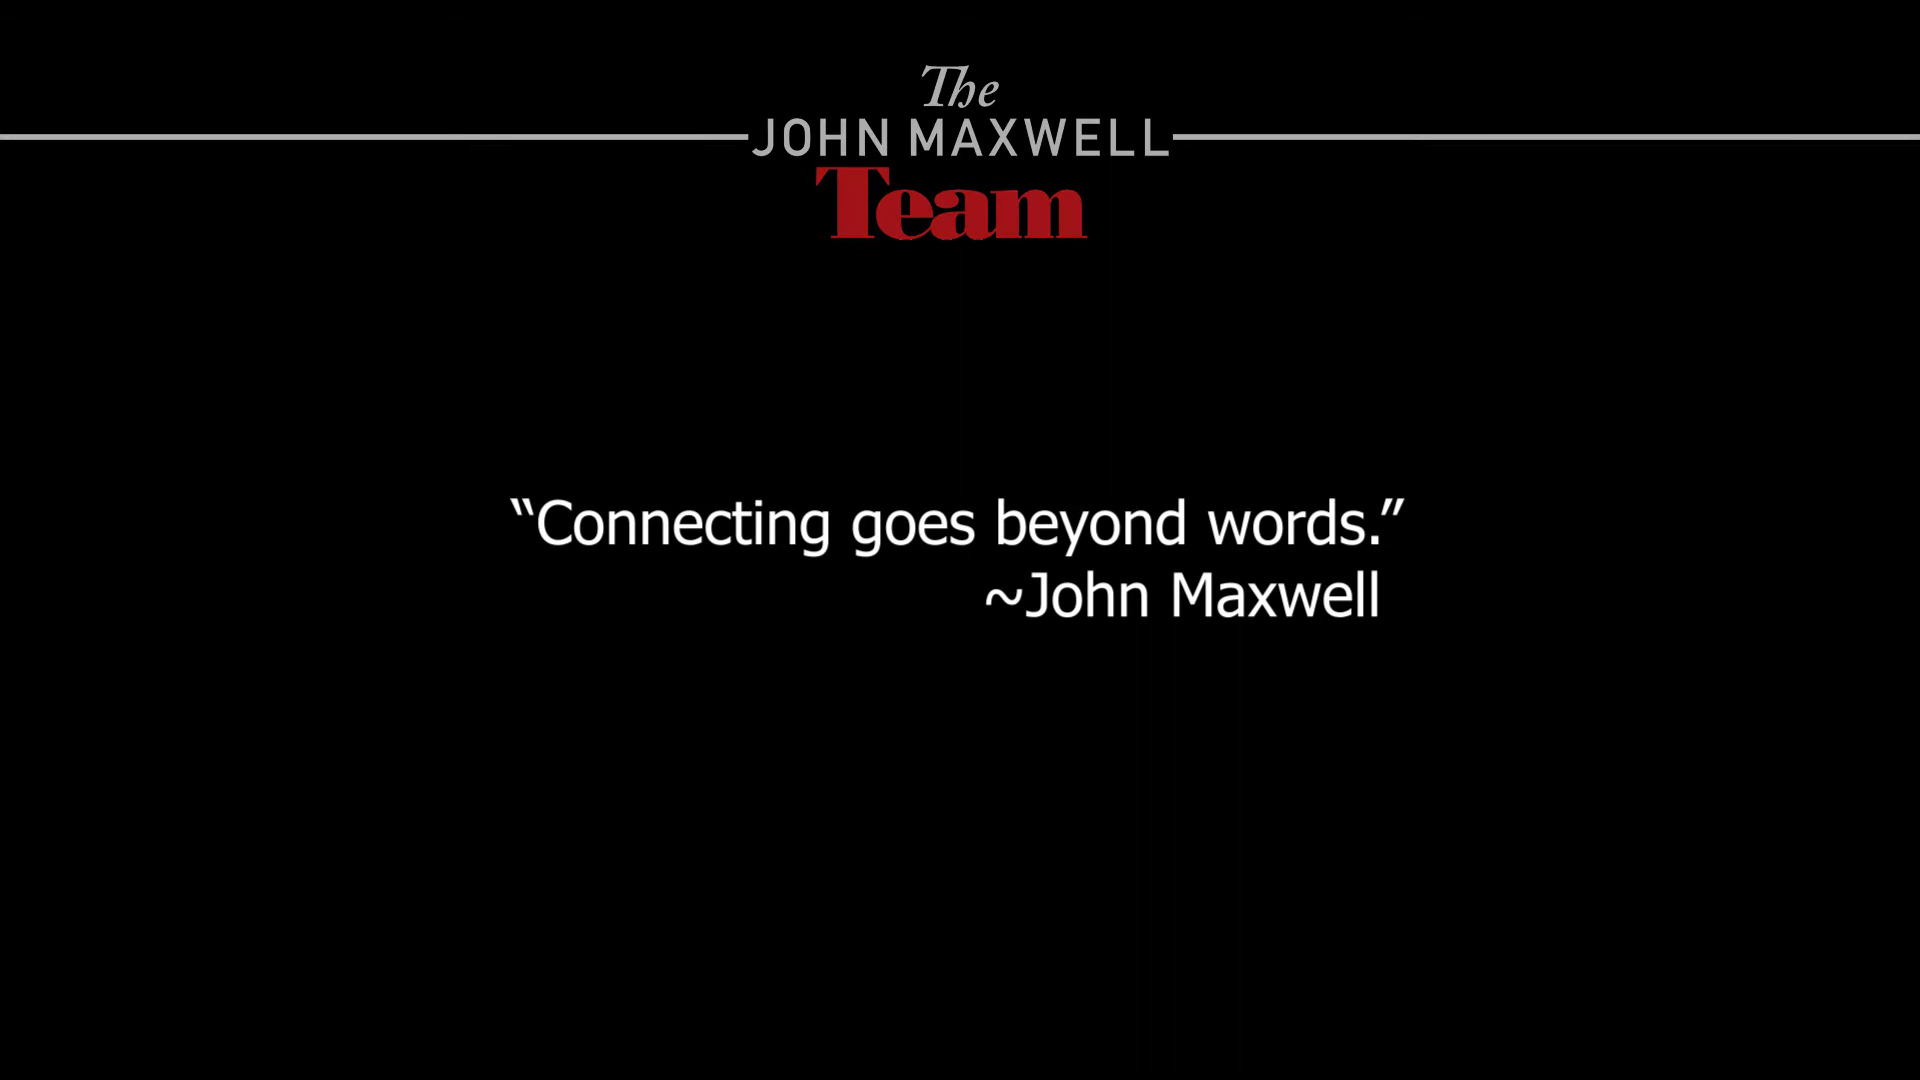 The
JOHN MAXWELL
Team
“Connecting goes beyond words.”
~John Maxwell